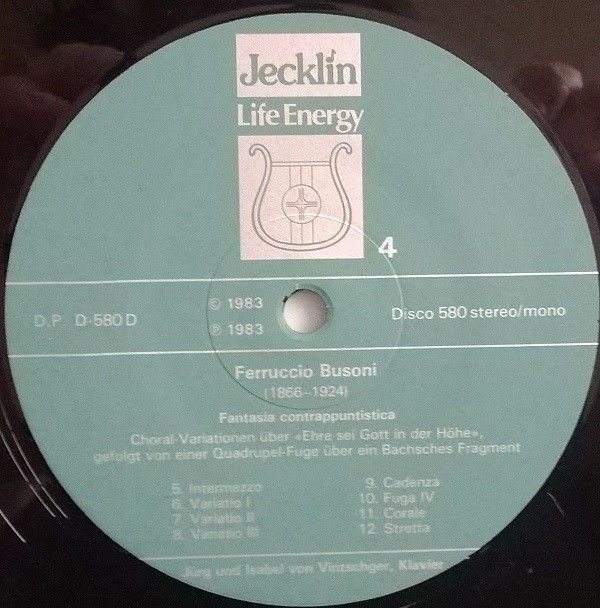 Jecklin
Life Energy
4
D.P. D-580 D
© 1983
℗ 1983
Disco 580 stereo/mono
Ferruccio Busoni
(1866–1924)
Fantasia contrappuntistica
Choral-Variationen über «Ehre sei Gott in der Höhe»,
gefolgt von einer Quadrupel-Fuge über ein Bachsches Fragment
5. Intermezzo
6. Variatio I
7. Variatio II
8. Variatio III
9. Cadenza
10. Fuga IV
11. Corale
12. Stretta
Jürg und Isabel von Vintschger, Klavier